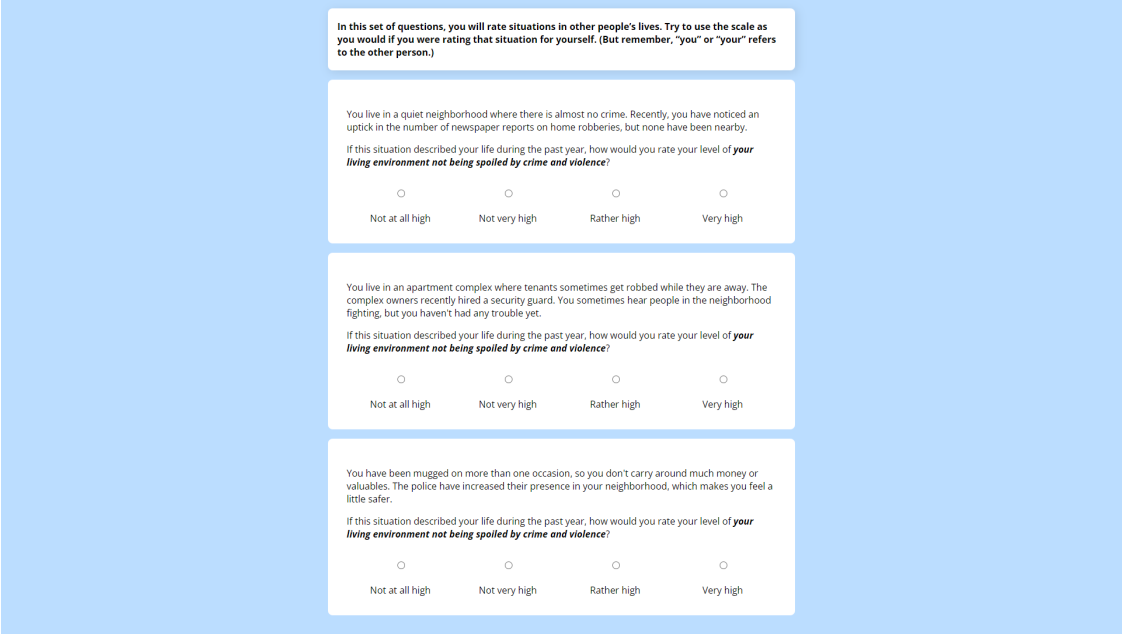 In this set of questions, you will rate situations in other people's lives. Try to use the scale as
you would if you were rating that situation for yourself. (But remember, “you” or “your” refers
to the other person.)
You live in a quiet neighborhood where there is almost no crime. Recently, you have noticed an
uptick in the number of newspaper reports on home robberies, but none have been nearby.
If this situation described your life during the past year, how would you rate your level of your
living environment not being spoiled by crime and violence?
Not at all high Not very high Rather high Very high
You live in an apartment complex where tenants sometimes get robbed while they are away. The
complex owners recently hired a security guard. You sometimes hear people in the neighborhood
fighting, but you haven't had any trouble yet.
If this situation described your life during the past year, how would you rate your level of your
living environment not being spoiled by crime and violence?
Not at all high Not very high Rather high Very high
You have been mugged on more than one occasion, so you don't carry around much money or
valuables. The police have increased their presence in your neighborhood, which makes you feel a
little safer.
If this situation described your life during the past year, how would you rate your level of your
living environment not being spoiled by crime and violence?
Not at all high Not very high Rather high Very high